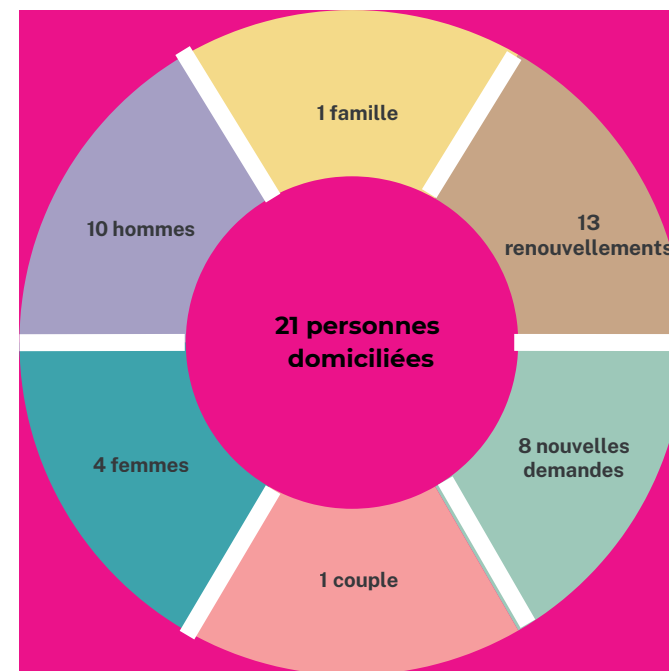 1 famille
10 hommes
13
renouvellements
21 personnes
domiciliées
4 femmes
8 nouvelles
demandes
1 couple